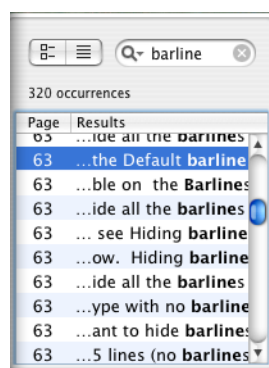 barline
320 occurrences
Page Results
63 ...ide all the barlines
63 ...the Default barline
63 ...ble on the Barlines
63 ...ide all the barlines
63 ... see Hiding barline
63 ...ow. Hiding barline
63 ...ide all the barlines
63 ...ype with no barline
63 ...ant to hide barlines
63 ...5 lines (no barlines